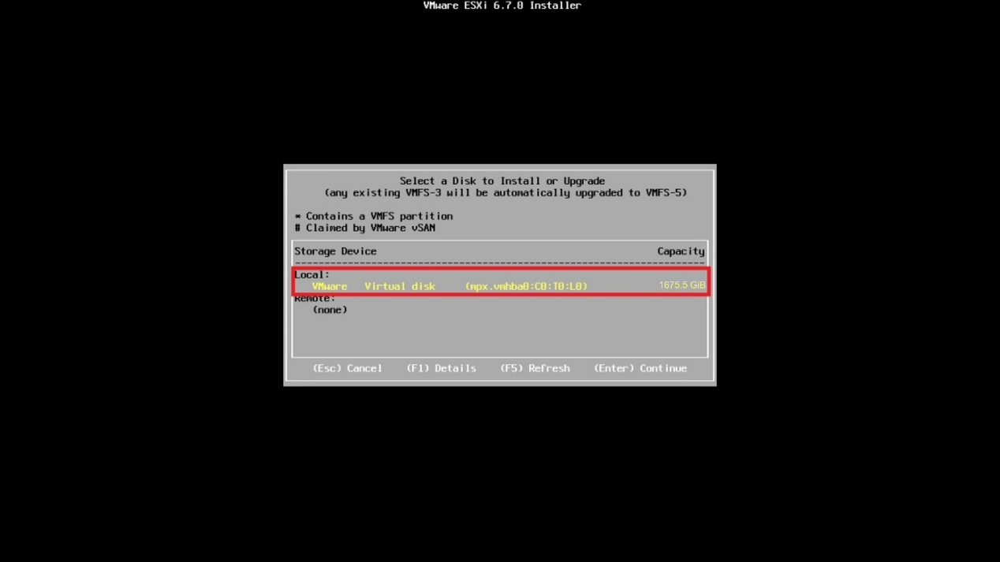 VMware ESXi 6.7.0 Installer
Select a Disk to Install or Upgrade
(any existing VMFS-3 will be automatically upgraded to VMFS-5)
* Contains a VMFS partition
# Claimed by VMware vSAN
Storage Device Capacity
--------------------------------------------------------------------
Local:
VMware Virtual disk (mpx.vmhba0:C0:T0:L0) 1675.5 GiB
Remote:
(none)
(Esc) Cancel (F1) Details (F5) Refresh (Enter) Continue